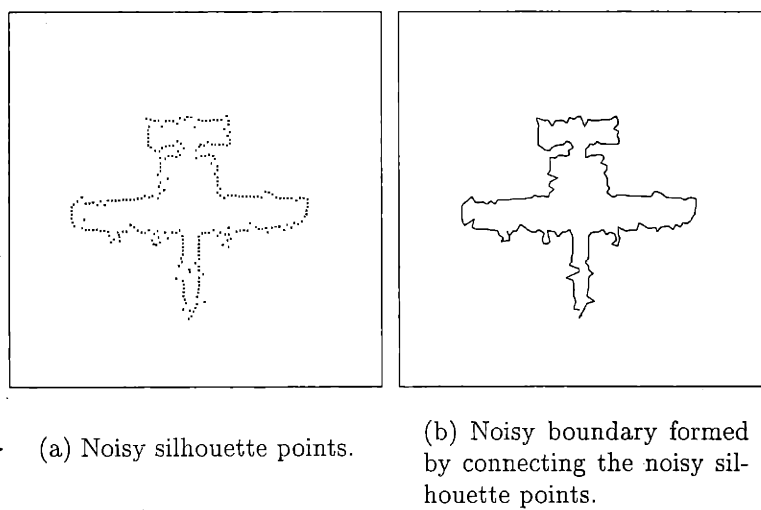 (a) Noisy silhouette points.
(b) Noisy boundary formed
by connecting the noisy sil-
houette points.